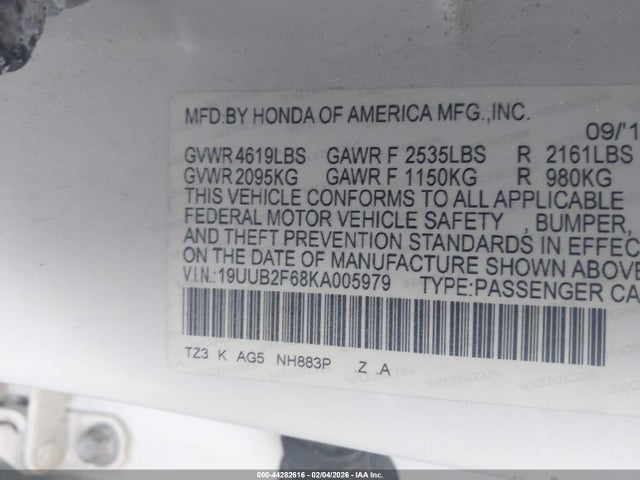 MFD.BY HONDA OF AMERICA MFG.,INC.
09/'1
GVWR 4619LBS GAWR F 2535LBS R 2161LBS
GVWR 2095KG GAWR F 1150KG R 980KG
THIS VEHICLE CONFORMS TO ALL APPLICABLE
FEDERAL MOTOR VEHICLE SAFETY , BUMPER,
AND THEFT PREVENTION STANDARDS IN EFFEC
ON THE DATE OF MANUFACTURE SHOWN ABOVE
V.I.N.:19UUB2F68KA005979 TYPE:PASSENGER CA
TZ3 K AG5 NH883P .Z .A
000-44282616 - 02/04/2026 - © IAA Inc.